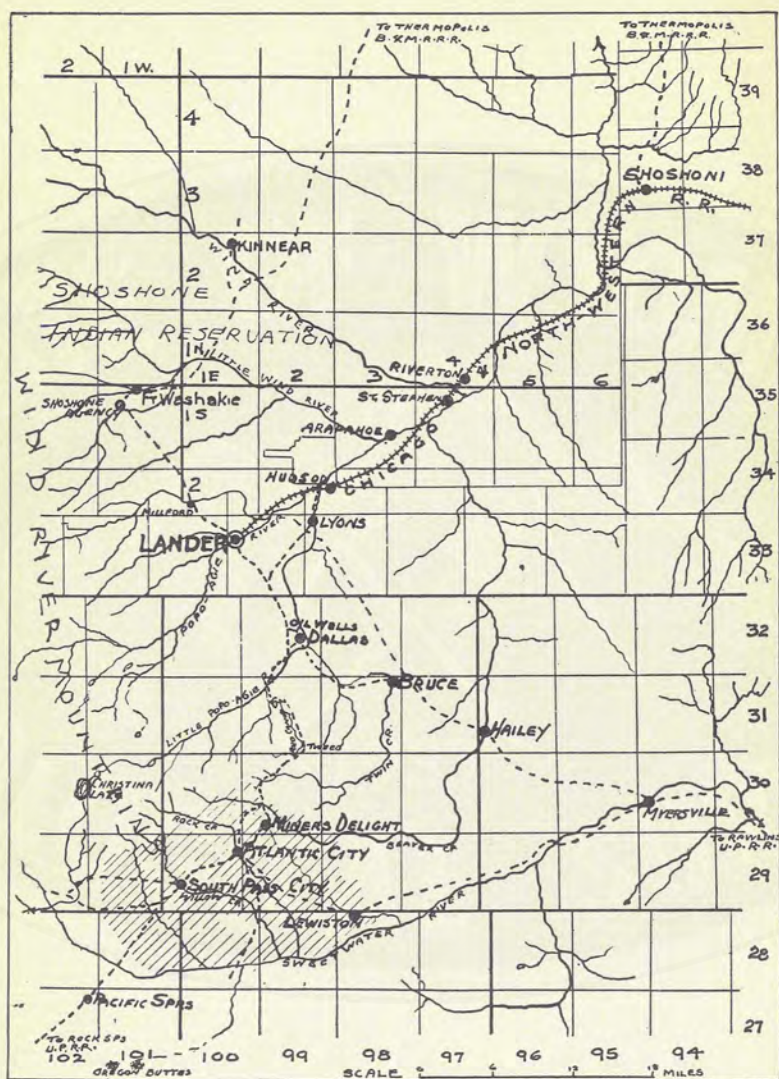 TO THERMOPOLIS
B.&M.R.R.R.
TO THERMOPOLIS
B.&M.R.R.R.
2 1 W.
39
4
38
SHOSHONI
3
R.R.
37
KINNEAR
WIND RIVER
2
SHOSHONE
36
INDIAN RESERVATION
CHICAGO & NORTH-WESTERN
1 N
LITTLE WIND RIVER
RIVERTON
4
1 E
2
3
5
6
35
FT WASHAKIE
ST. STEPHENS
SHOSHONE AGENCY
1 S
ARAPAHOE
34
HUDSON
2
MILLFORD
LYONS
LANDER
33
POPO-AGIE RIVER
WIND RIVER MOUNTAINS
OIL WELLS
32
DALLAS
BRUCE
31
LITTLE POPO-AGIE R.
HAILEY
TWEED
TWIN CR.
30
CHRISTINA LAKE
MYERSVILLE
ROCK CR.
MINERS DELIGHT
BEAVER CR.
TO RAWLINS
U.P.R.R.
ATLANTIC CITY
29
SOUTH PASS CITY
WILLOW CR.
LEWISTON
SWEET WATER RIVER
28
PACIFIC SPRS
27
TO ROCK SPS
U.P.R.R.
102 101 100 99 98 97 96 95 94
OREGON BUTTES
SCALE
MILES